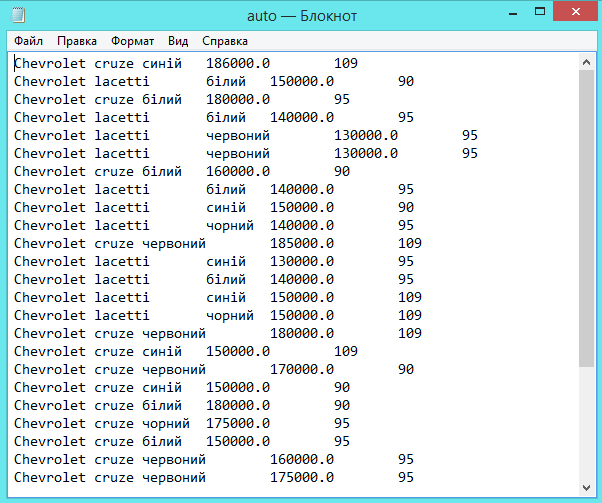 auto — Блокнот
Файл Правка Формат Вид Справка
Chevrolet cruze синій 186000.0 109
Chevrolet lacetti білий 150000.0 90
Chevrolet cruze білий 180000.0 95
Chevrolet lacetti білий 140000.0 95
Chevrolet lacetti червоний 130000.0 95
Chevrolet lacetti червоний 130000.0 95
Chevrolet cruze білий 160000.0 90
Chevrolet lacetti білий 140000.0 95
Chevrolet lacetti синій 150000.0 90
Chevrolet lacetti чорний 140000.0 95
Chevrolet cruze червоний 185000.0 109
Chevrolet lacetti синій 130000.0 95
Chevrolet lacetti білий 140000.0 95
Chevrolet lacetti синій 150000.0 109
Chevrolet lacetti чорний 150000.0 109
Chevrolet cruze червоний 180000.0 109
Chevrolet cruze синій 150000.0 109
Chevrolet cruze червоний 170000.0 90
Chevrolet cruze синій 150000.0 90
Chevrolet cruze білий 180000.0 90
Chevrolet cruze чорний 175000.0 95
Chevrolet cruze білий 150000.0 95
Chevrolet cruze червоний 160000.0 95
Chevrolet cruze червоний 175000.0 95